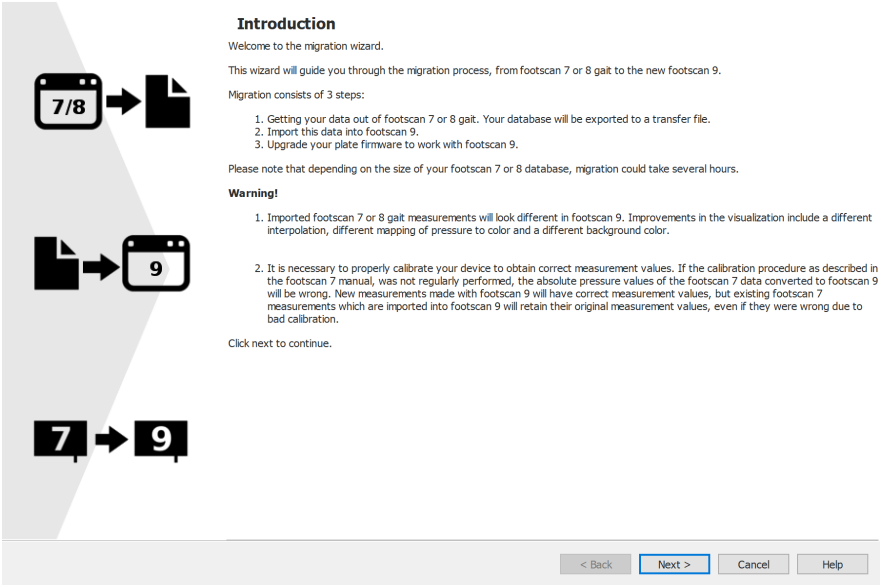 Introduction
Welcome to the migration wizard.
This wizard will guide you through the migration process, from footscan 7 or 8 gait to the new footscan 9.
Migration consists of 3 steps:
1. Getting your data out of footscan 7 or 8 gait. Your database will be exported to a transfer file.
2. Import this data into footscan 9.
3. Upgrade your plate firmware to work with footscan 9.
Please note that depending on the size of your footscan 7 or 8 database, migration could take several hours.
Warning!
1. Imported footscan 7 or 8 gait measurements will look different in footscan 9. Improvements in the visualization include a different
interpolation, different mapping of pressure to color and a different background color.
2. It is necessary to properly calibrate your device to obtain correct measurement values. If the calibration procedure as described in
the footscan 7 manual, was not regularly performed, the absolute pressure values of the footscan 7 data converted to footscan 9
will be wrong. New measurements made with footscan 9 will have correct measurement values, but existing footscan 7
measurements which are imported into footscan 9 will retain their original measurement values, even if they were wrong due to
bad calibration.
Click next to continue.
7/8
9
7 9
< Back Next > Cancel Help